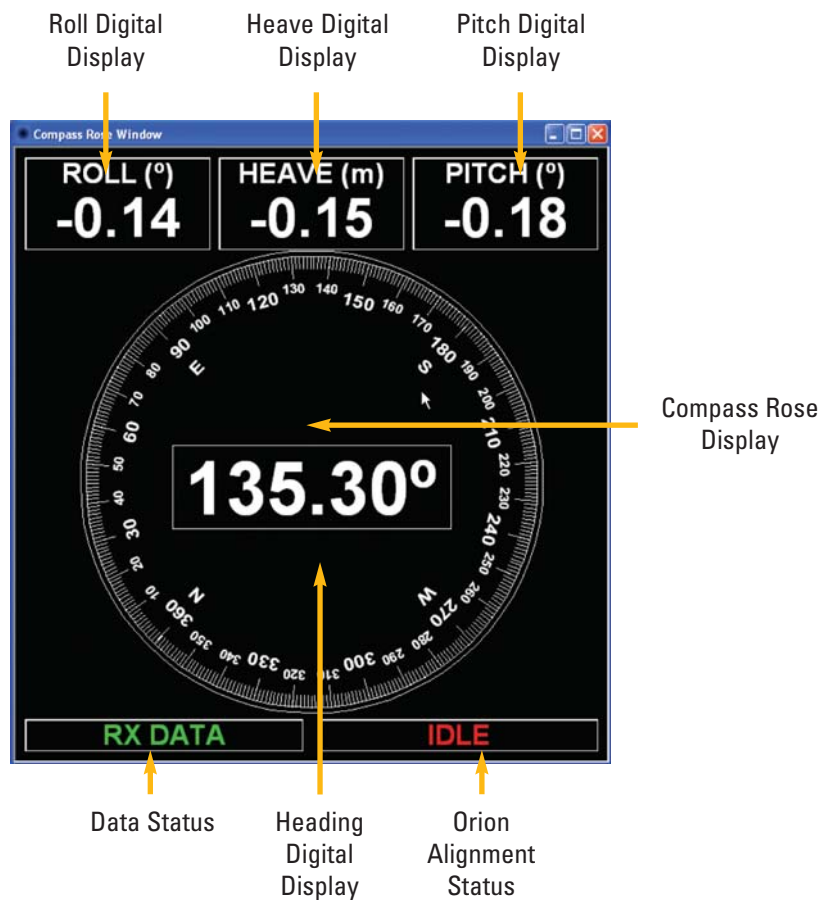 Roll Digital
Display
Heave Digital
Display
Pitch Digital
Display
Compass Rose Window
ROLL (º)
-0.14
HEAVE (m)
-0.15
PITCH (º)
-0.18
10
20
30
40
50
60
70
80
90
100
110
120
130
140
150
160
170
180
190
200
210
220
230
240
250
260
270
280
290
300
310
320
330
340
350
360
N
E
S
W
135.30º
Compass Rose
Display
RX DATA
IDLE
Data Status
Heading
Digital
Display
Orion
Alignment
Status